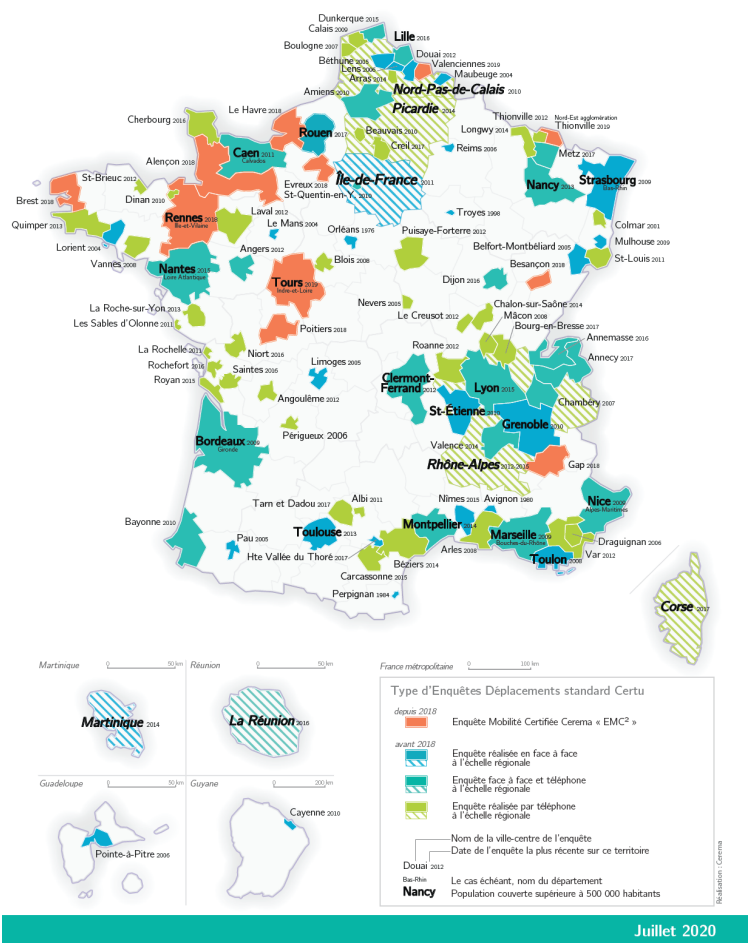 Dunkerque 2015
Calais 2009
Lille 2016
Boulogne 2007
Douai 2012
Béthune 2005
Valenciennes 2019
Lens 2006
Maubeuge 2004
Arras 2014
Nord-Pas-de-Calais 2010
Amiens 2010
Picardie 2014
Le Havre 2018
Cherbourg 2016
Rouen 2017
Beauvais 2010
Creil 2017
Thionville 2012
Nord-Est agglomération
Thionville 2019
Longwy 2014
Caen 2011
Calvados
Reims 2006
Metz 2017
Alençon 2018
Île-de-France 2011
Nancy 2013
Strasbourg 2009
Bas-Rhin
St-Brieuc 2012
Evreux 2018
St-Quentin-en-Y. 2010
Brest 2018
Dinan 2010
Rennes 2018
Ille-et-Vilaine
Laval 2012
Le Mans 2004
Troyes 1998
Quimper 2013
Orléans 1976
Puisaye-Forterre 2012
Colmar 2001
Lorient 2004
Angers 2012
Belfort-Montbéliard 2005
Mulhouse 2009
Vannes 2008
Nantes 2015
Loire Atlantique
Blois 2008
Besançon 2018
St-Louis 2011
Tours 2019
Indre-et-Loire
Dijon 2016
La Roche-sur-Yon 2013
Nevers 2005
Chalon-sur-Saône 2014
Les Sables d'Olonne 2011
Le Creusot 2012
Mâcon 2008
Poitiers 2018
Bourg-en-Bresse 2017
La Rochelle 2011
Niort 2016
Roanne 2012
Annemasse 2016
Rochefort 2016
Saintes 2016
Limoges 2005
Annecy 2017
Royan 2015
Clermont-
Ferrand 2012
Lyon 2015
Angoulême 2012
St-Étienne 2010
Chambéry 2007
Grenoble 2010
Périgueux 2006
Bordeaux 2009
Gironde
Valence 2014
Rhône-Alpes 2012-2015
Gap 2018
Albi 2011
Nîmes 2015
Avignon 1980
Nice 2009
Alpes-Maritimes
Tarn et Dadou 2017
Bayonne 2010
Toulouse 2013
Montpellier 2014
Marseille 2009
Bouches-du-Rhône
Pau 2005
Draguignan 2006
Hte Vallée du Thoré 2017
Arles 2006
Toulon 2008
Var 2012
Béziers 2014
Carcassonne 2015
Perpignan 1984
Corse 2017
Martinique
0 50 km
Réunion
0 50 km
France métropolitaine
0 100 km
Martinique 2014
La Réunion 2016
Guadeloupe
0 50 km
Guyane
0 200 km
Pointe-à-Pitre 2006
Cayenne 2010
Type d'Enquêtes Déplacements standard Certu
depuis 2018
Enquête Mobilité Certifiée Cerema « EMC² »
avant 2018
Enquête réalisée en face à face
à l'échelle régionale
Enquête face à face et téléphone
à l'échelle régionale
Enquête réalisée par téléphone
à l'échelle régionale
Nom de la ville-centre de l'enquête
Date de l'enquête la plus récente sur ce territoire
Douai 2012
Bas-Rhin
Le cas échéant, nom du département
Nancy
Population couverte supérieure à 500 000 habitants
Réalisation : Cerema
Juillet 2020